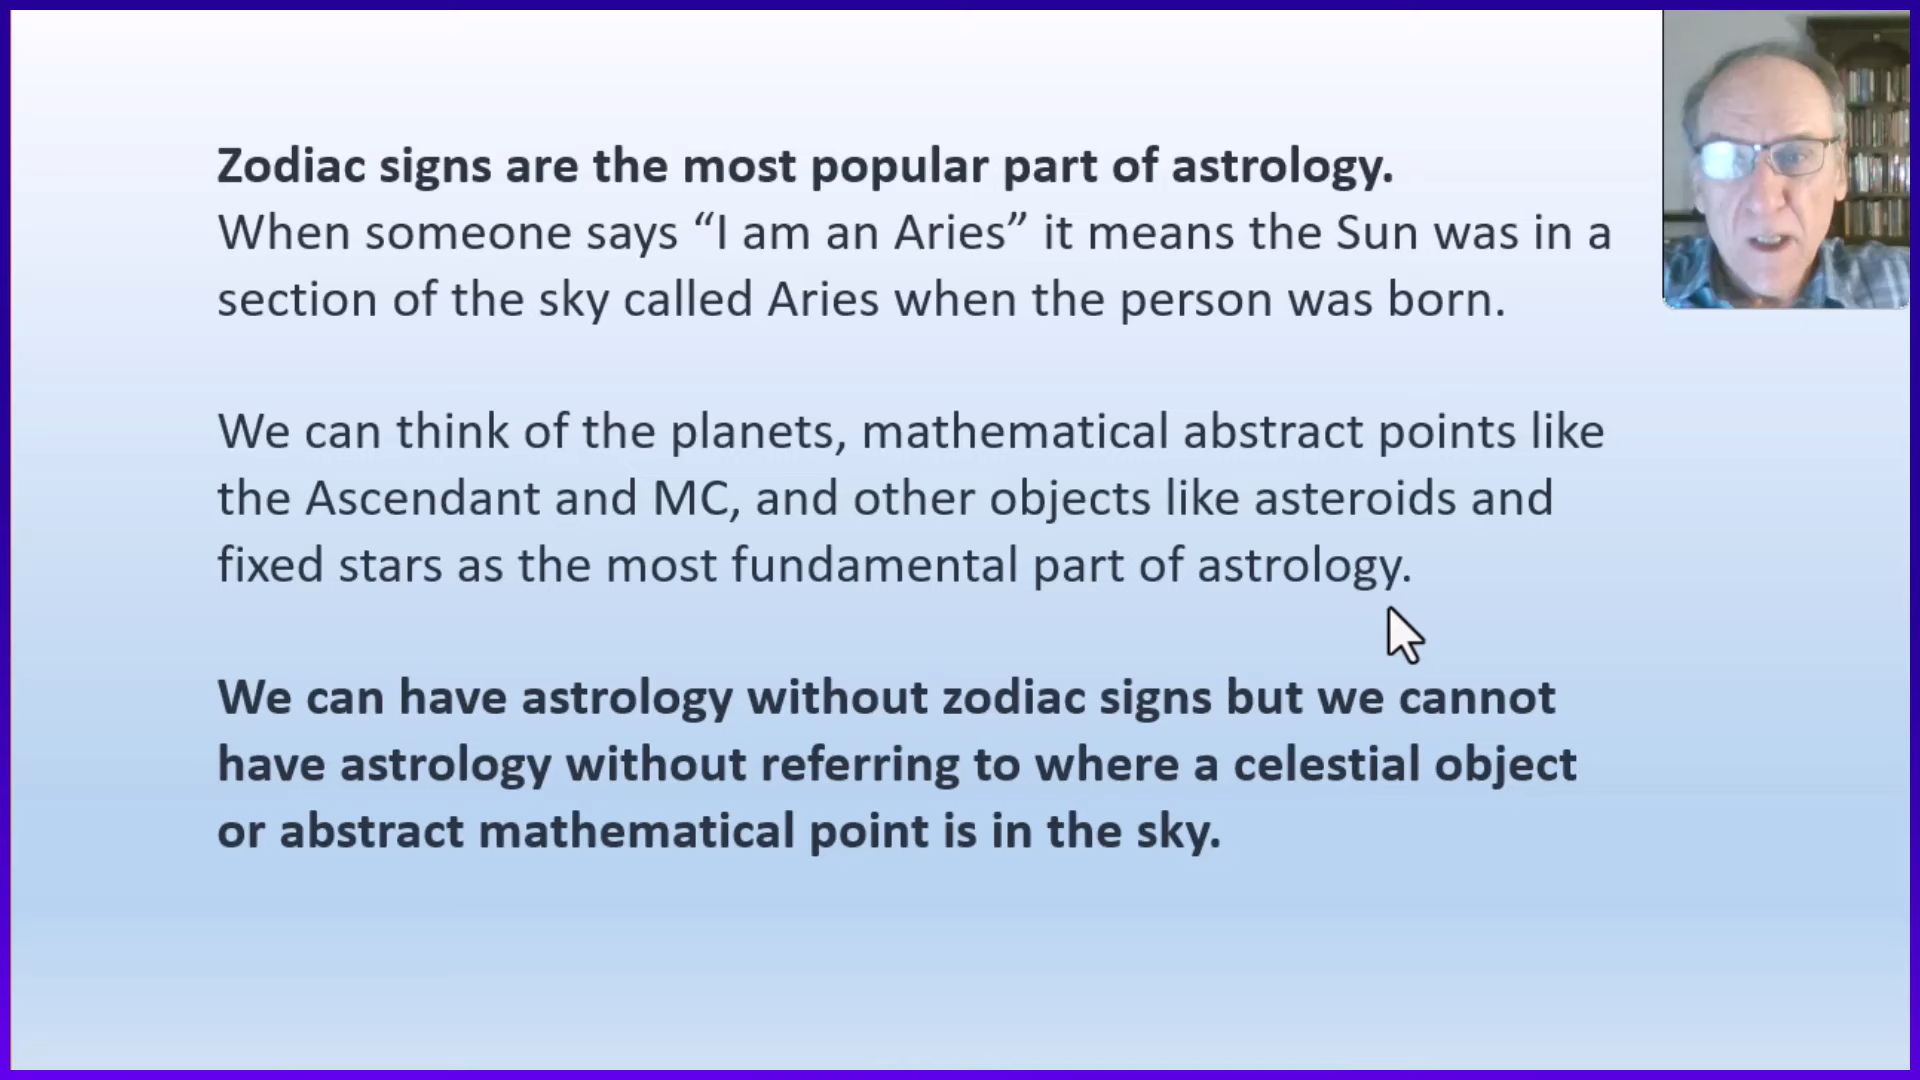 Zodiac signs are the most popular part of astrology.
When someone says “I am an Aries” it means the Sun was in a
section of the sky called Aries when the person was born.
We can think of the planets, mathematical abstract points like
the Ascendant and MC, and other objects like asteroids and
fixed stars as the most fundamental part of astrology.
We can have astrology without zodiac signs but we cannot
have astrology without referring to where a celestial object
or abstract mathematical point is in the sky.